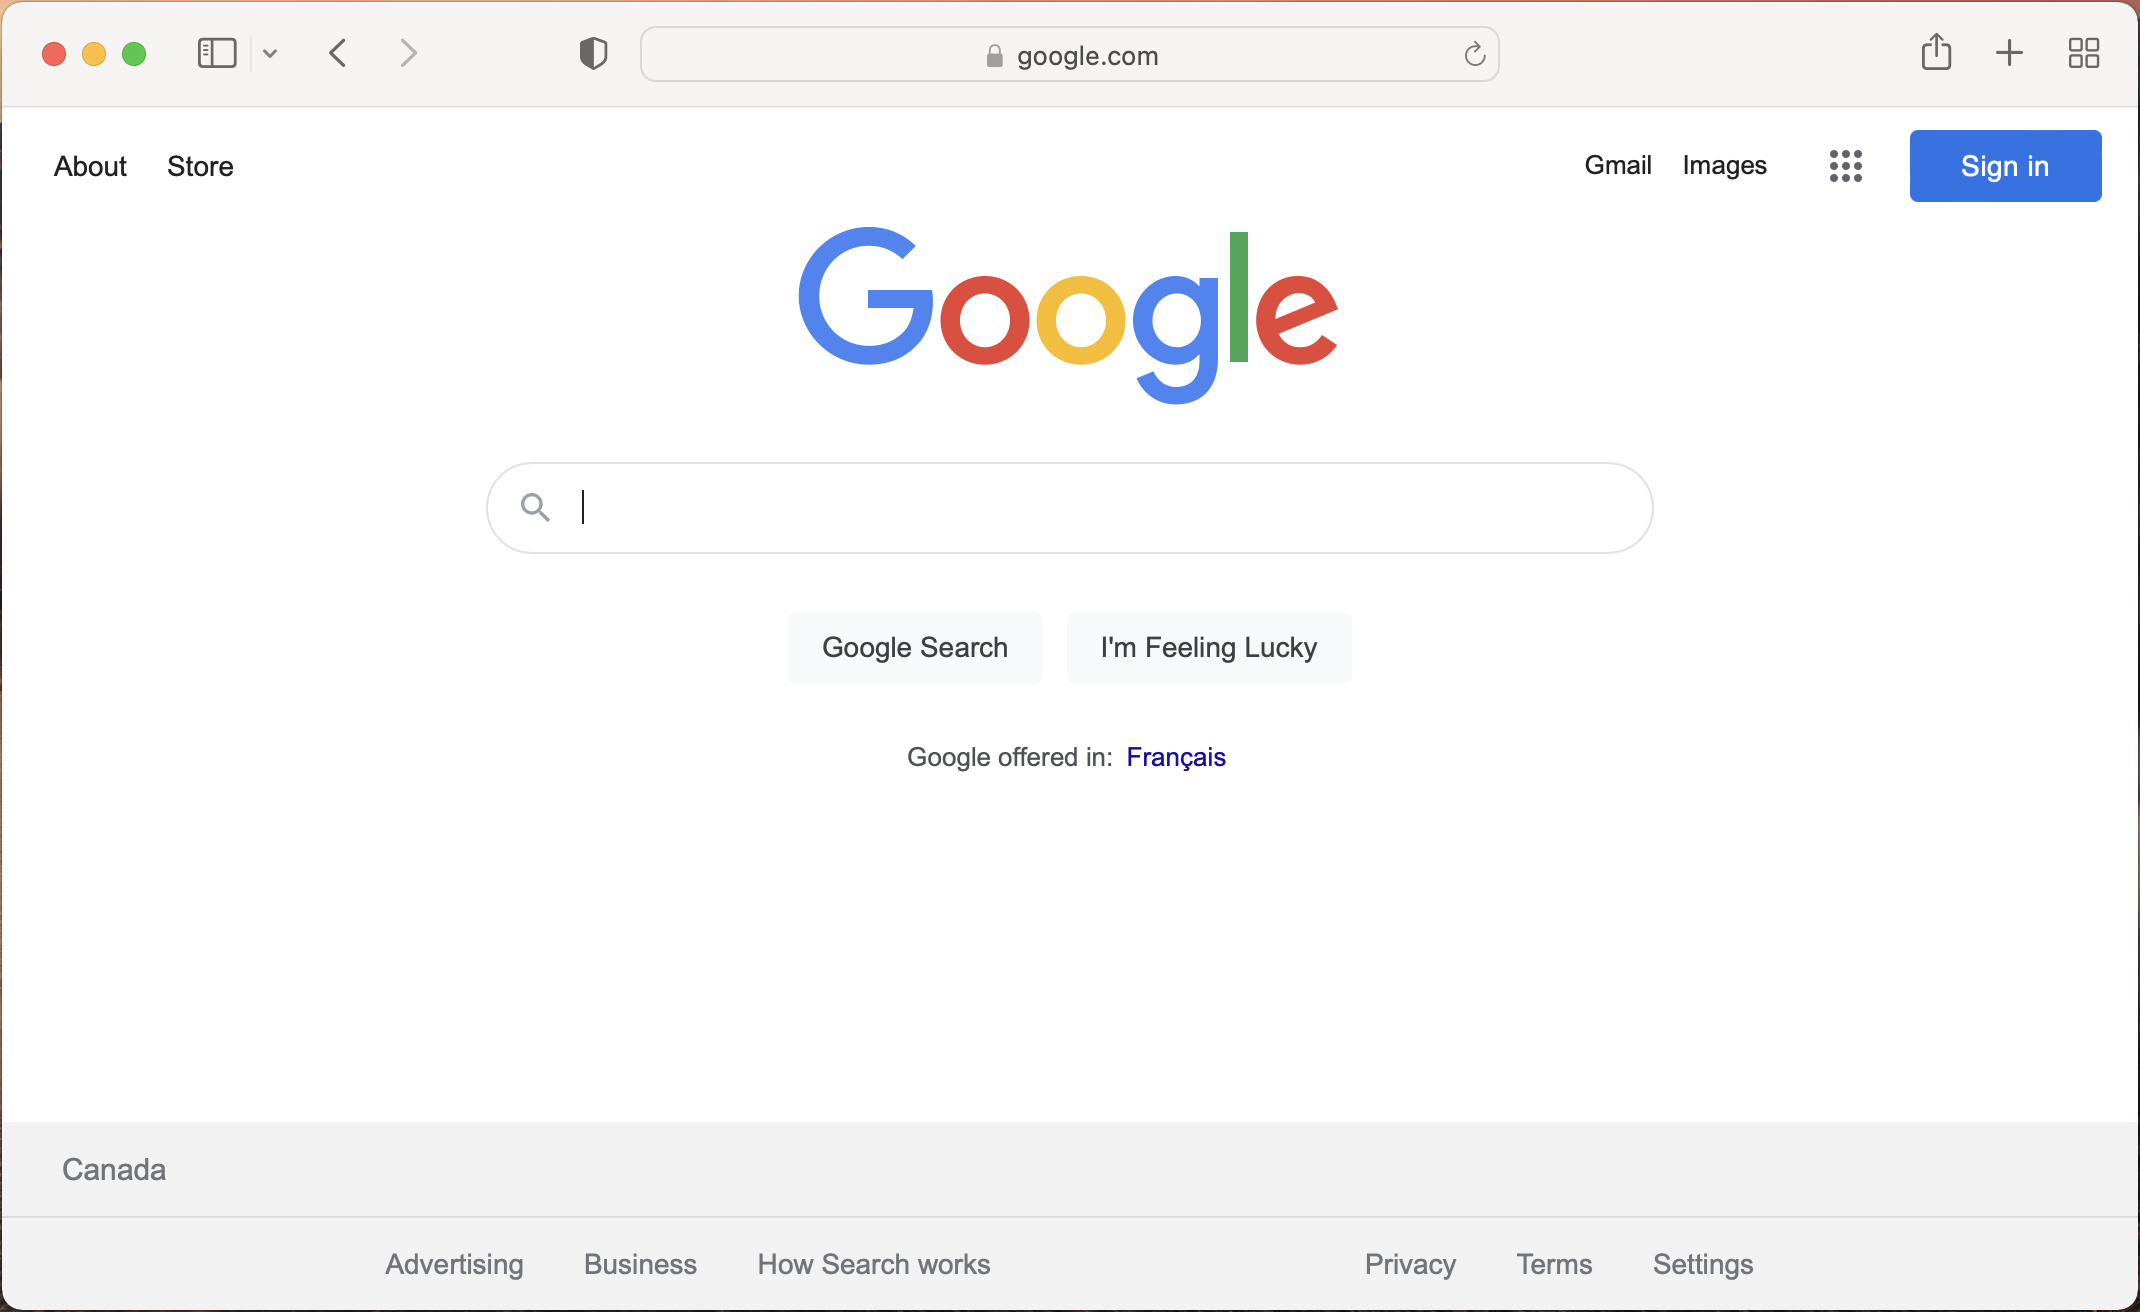 google.com
About Store Gmail Images Sign in
Google
Google Search I'm Feeling Lucky
Google offered in: Français
Canada
Advertising Business How Search works Privacy Terms Settings